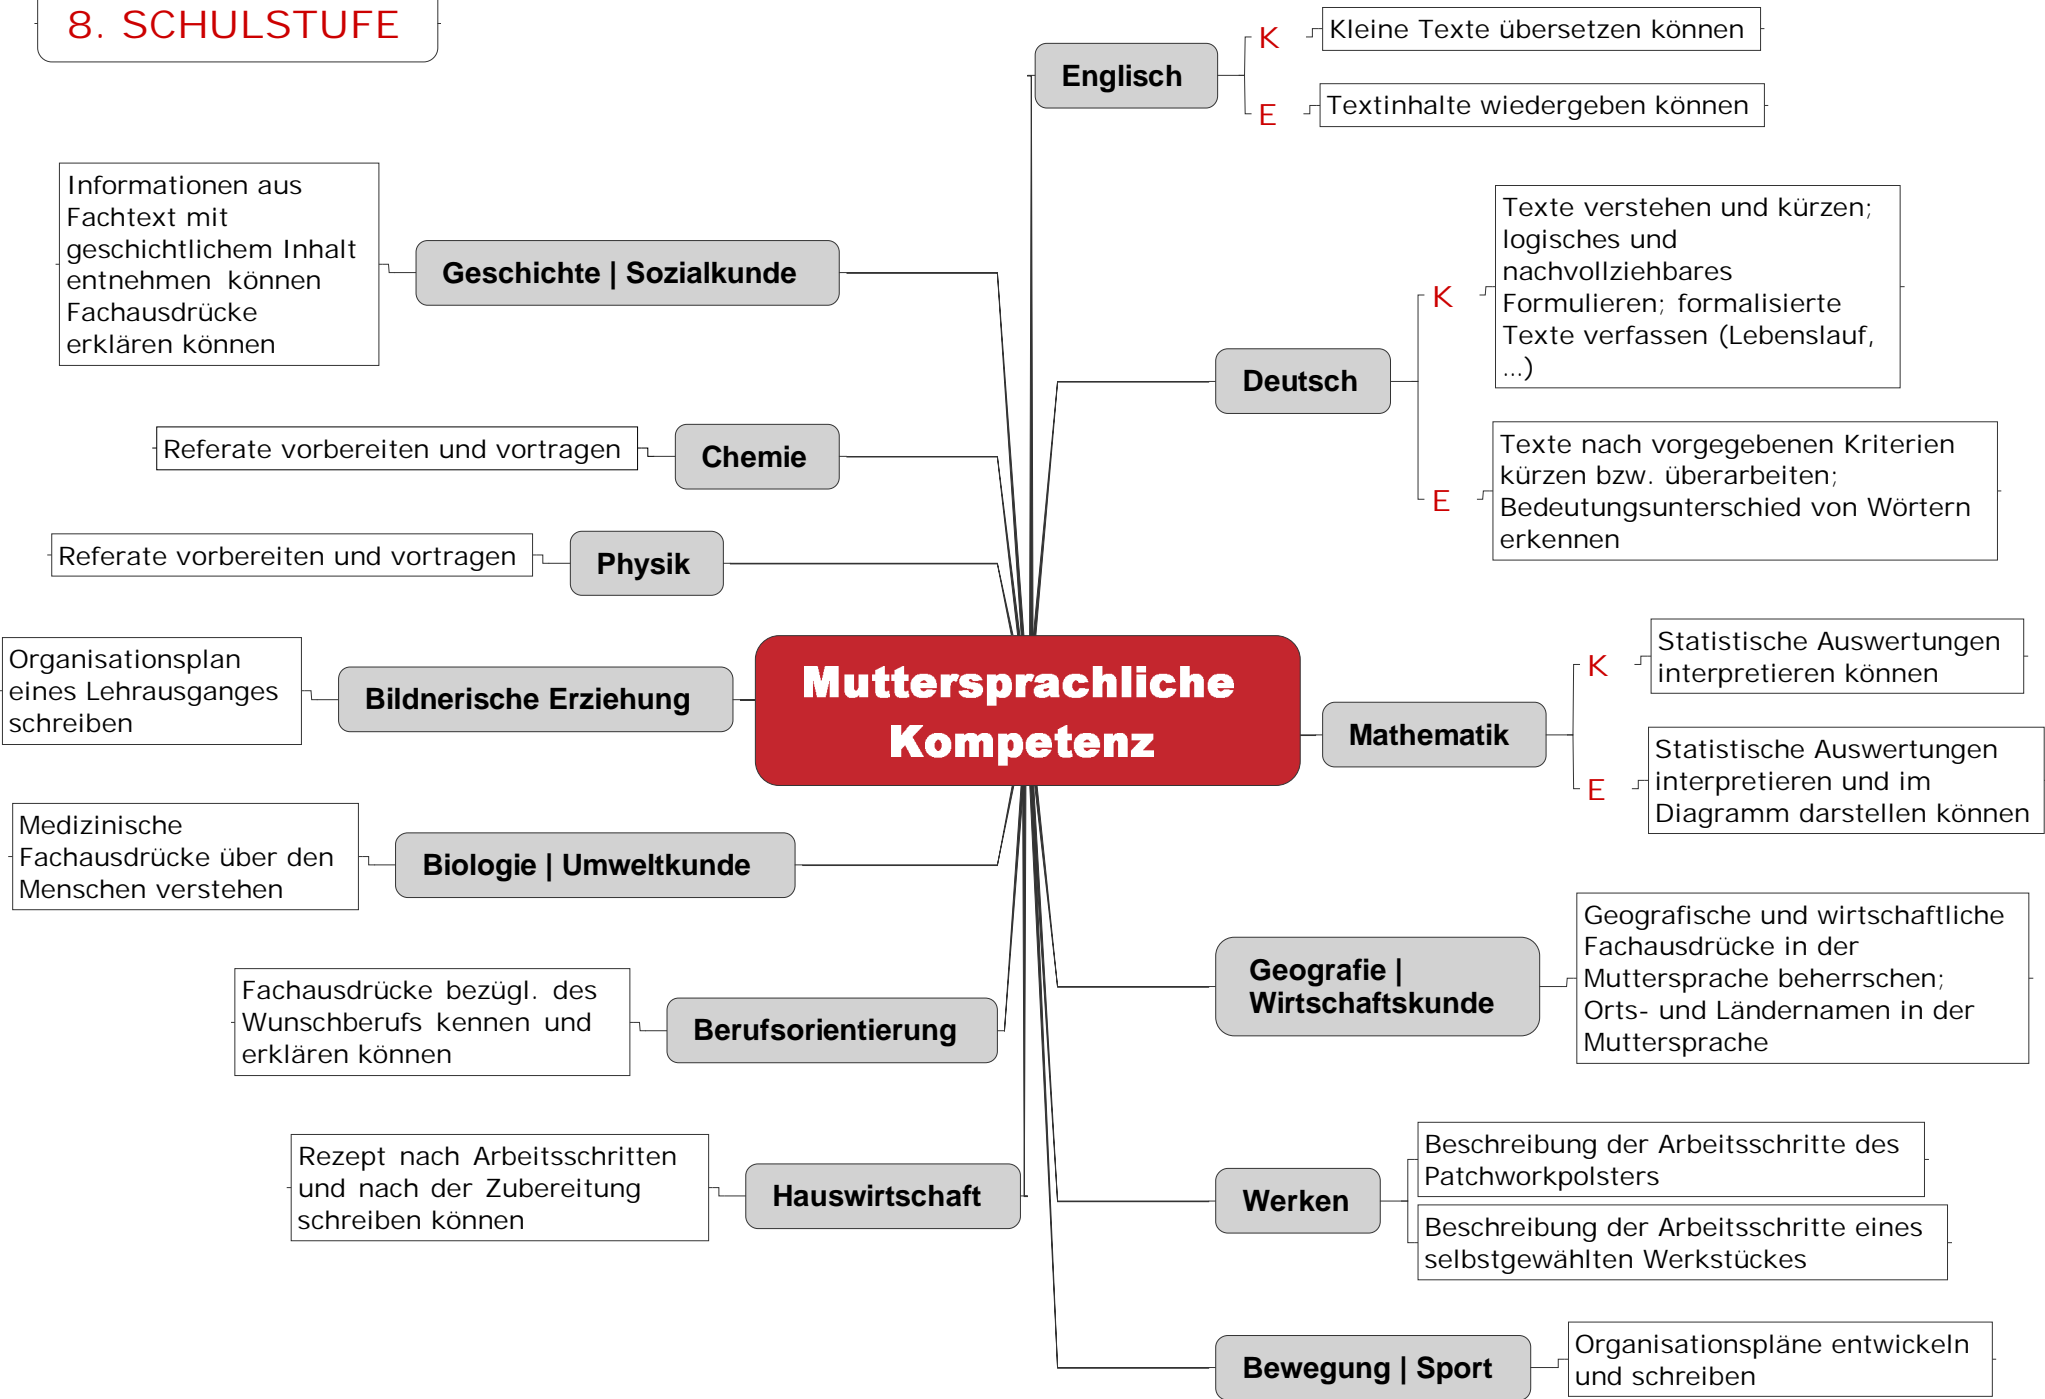 8. SCHULSTUFE
Muttersprachliche
Kompetenz
Englisch
K
Kleine Texte übersetzen können
E
Textinhalte wiedergeben können
Deutsch
K
Texte verstehen und kürzen;
logisches und
nachvollziehbares
Formulieren; formalisierte
Texte verfassen (Lebenslauf,
...)
E
Texte nach vorgegebenen Kriterien
kürzen bzw. überarbeiten;
Bedeutungsunterschied von Wörtern
erkennen
Mathematik
K
Statistische Auswertungen
interpretieren können
E
Statistische Auswertungen
interpretieren und im
Diagramm darstellen können
Geografie |
Wirtschaftskunde
Geografische und wirtschaftliche
Fachausdrücke in der
Muttersprache beherrschen;
Orts- und Ländernamen in der
Muttersprache
Werken
Beschreibung der Arbeitsschritte des
Patchworkpolsters
Beschreibung der Arbeitsschritte eines
selbstgewählten Werkstückes
Bewegung | Sport
Organisationspläne entwickeln
und schreiben
Geschichte | Sozialkunde
Informationen aus
Fachtext mit
geschichtlichem Inhalt
entnehmen können
Fachausdrücke
erklären können
Chemie
Referate vorbereiten und vortragen
Physik
Referate vorbereiten und vortragen
Bildnerische Erziehung
Organisationsplan
eines Lehrausganges
schreiben
Biologie | Umweltkunde
Medizinische
Fachausdrücke über den
Menschen verstehen
Berufsorientierung
Fachausdrücke bezügl. des
Wunschberufs kennen und
erklären können
Hauswirtschaft
Rezept nach Arbeitsschritten
und nach der Zubereitung
schreiben können